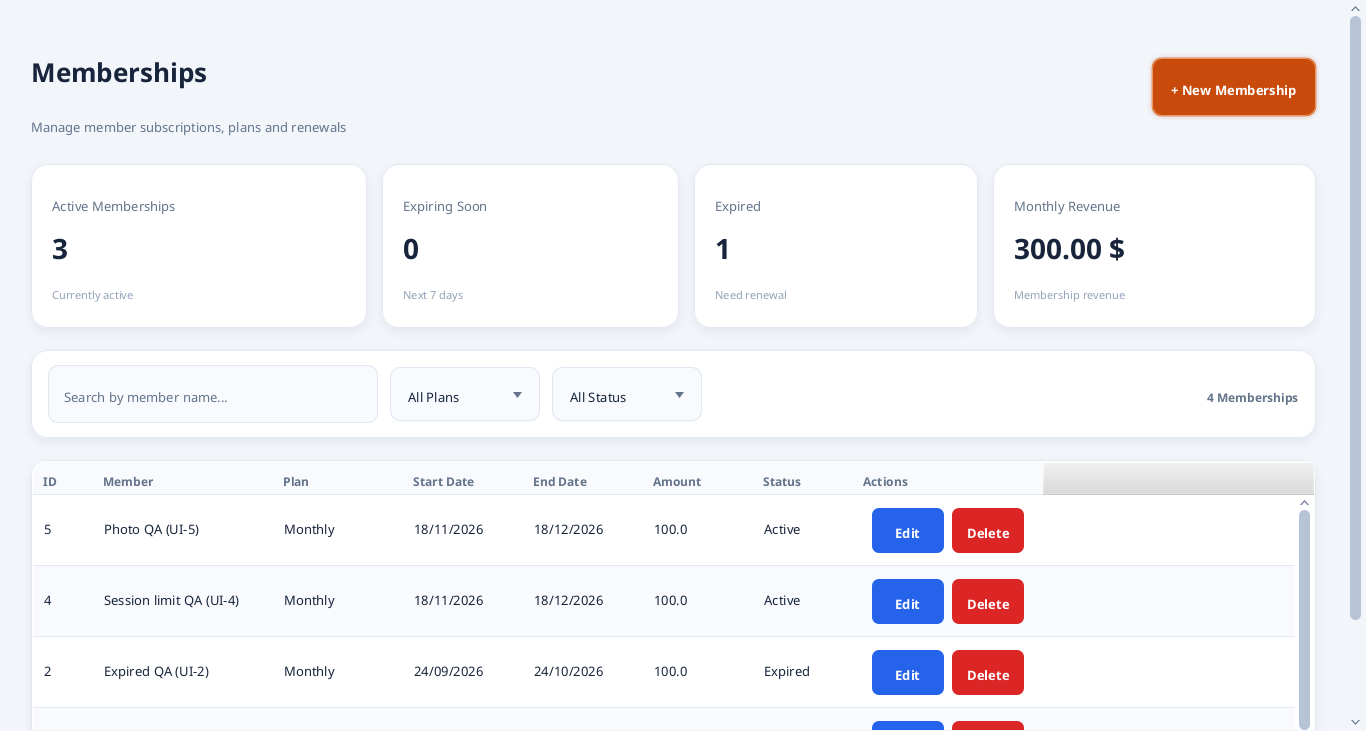 Memberships
+ New Membership
Manage member subscriptions, plans and renewals
Active Memberships
3
Currently active
Expiring Soon
0
Next 7 days
Expired
1
Need renewal
Monthly Revenue
300.00 $
Membership revenue
Search by member name...
All Plans
All Status
4 Memberships
ID Member Plan Start Date End Date Amount Status Actions
5 Photo QA (UI-5) Monthly 18/11/2026 18/12/2026 100.0 Active Edit Delete
4 Session limit QA (UI-4) Monthly 18/11/2026 18/12/2026 100.0 Active Edit Delete
2 Expired QA (UI-2) Monthly 24/09/2026 24/10/2026 100.0 Expired Edit Delete